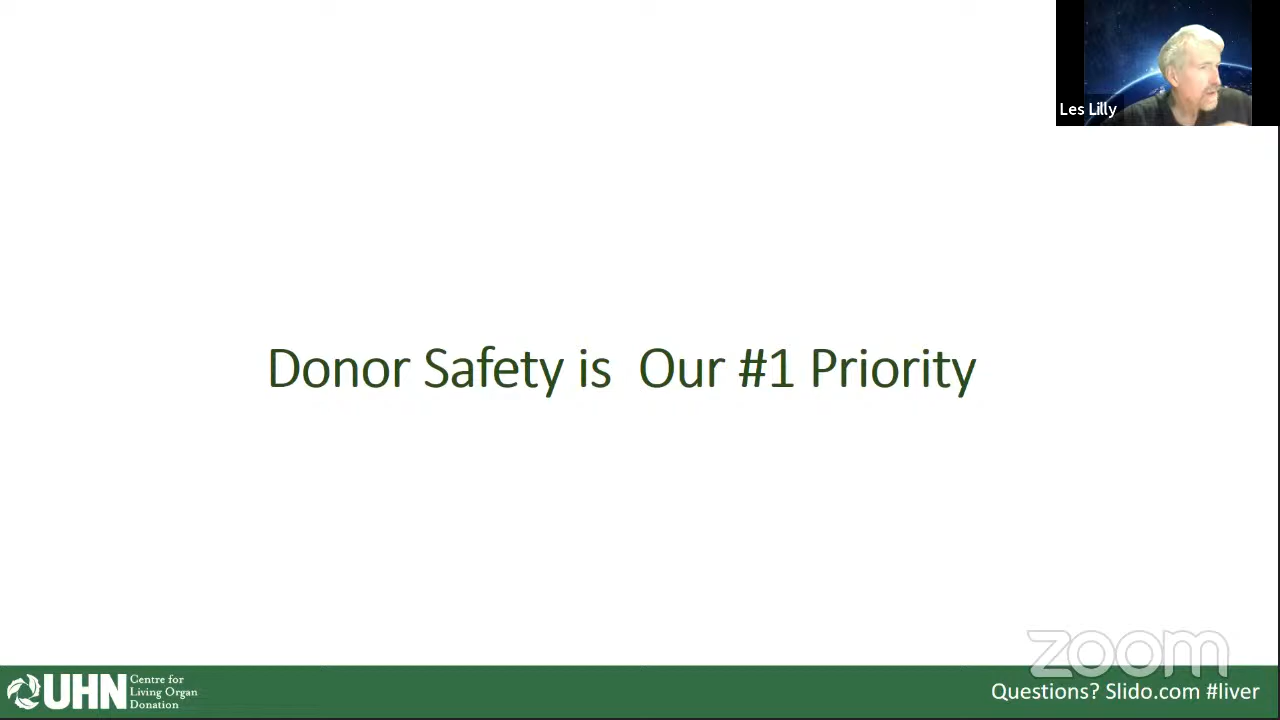 Les Lilly
Donor Safety is  Our #1 Priority
zoom
UHN
Centre for
Living Organ
Donation
Questions? Slido.com #liver